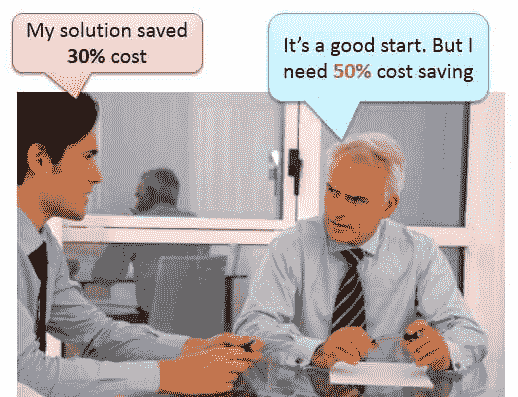 My solution saved
30% cost
It’s a good start. But I
need 50% cost saving